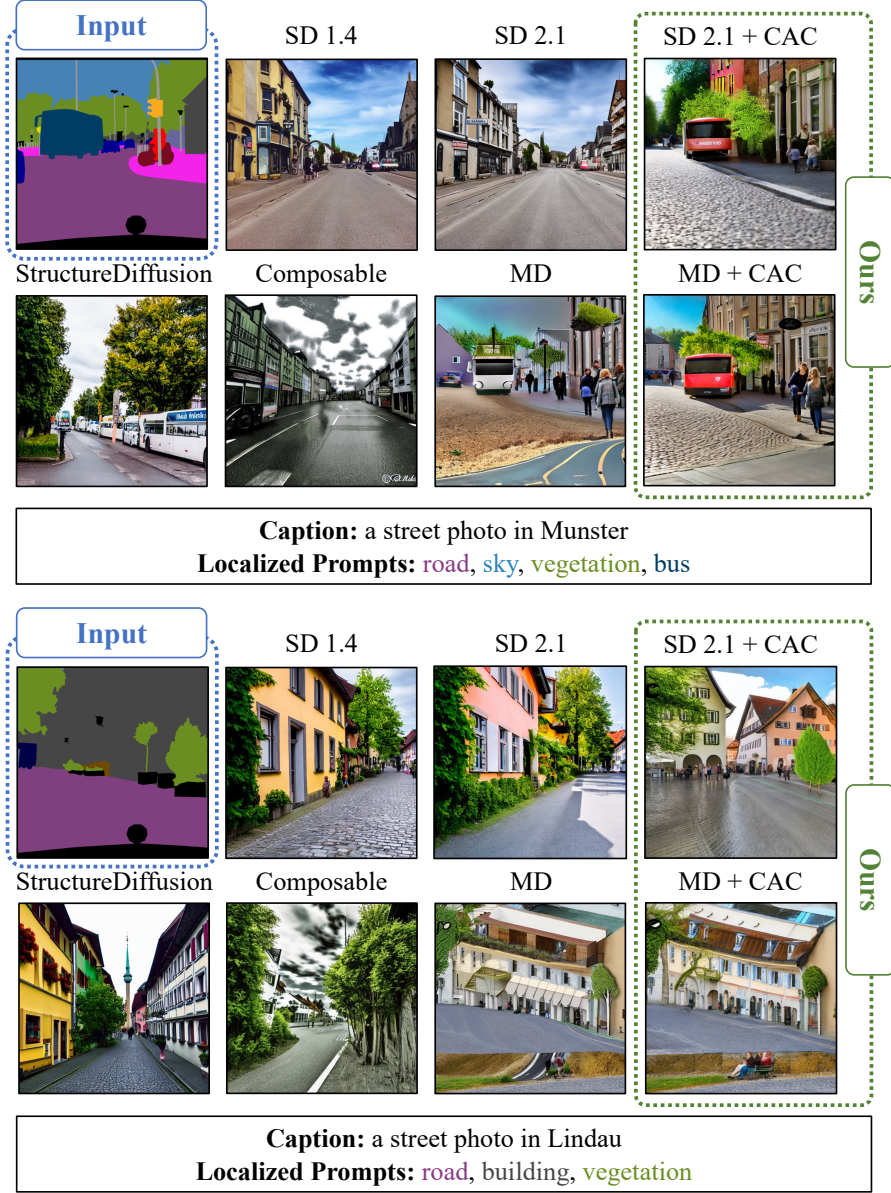 Input
SD 1.4
SD 2.1
SD 2.1 + CAC
StructureDiffusion
Composable
MD
MD + CAC
Ours
Caption: a street photo in Munster
Localized Prompts: road, sky, vegetation, bus
Input
SD 1.4
SD 2.1
SD 2.1 + CAC
StructureDiffusion
Composable
MD
MD + CAC
Ours
Caption: a street photo in Lindau
Localized Prompts: road, building, vegetation